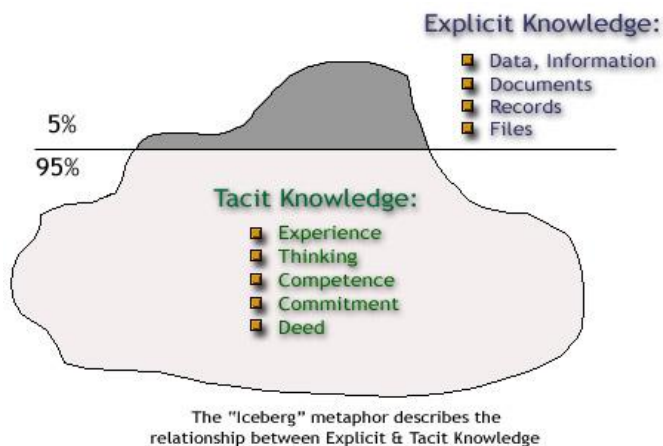 Explicit Knowledge:
Data, Information
Documents
Records
Files
5%
95%
Tacit Knowledge:
Experience
Thinking
Competence
Commitment
Deed
The "Iceberg" metaphor describes the
relationship between Explicit & Tacit Knowledge